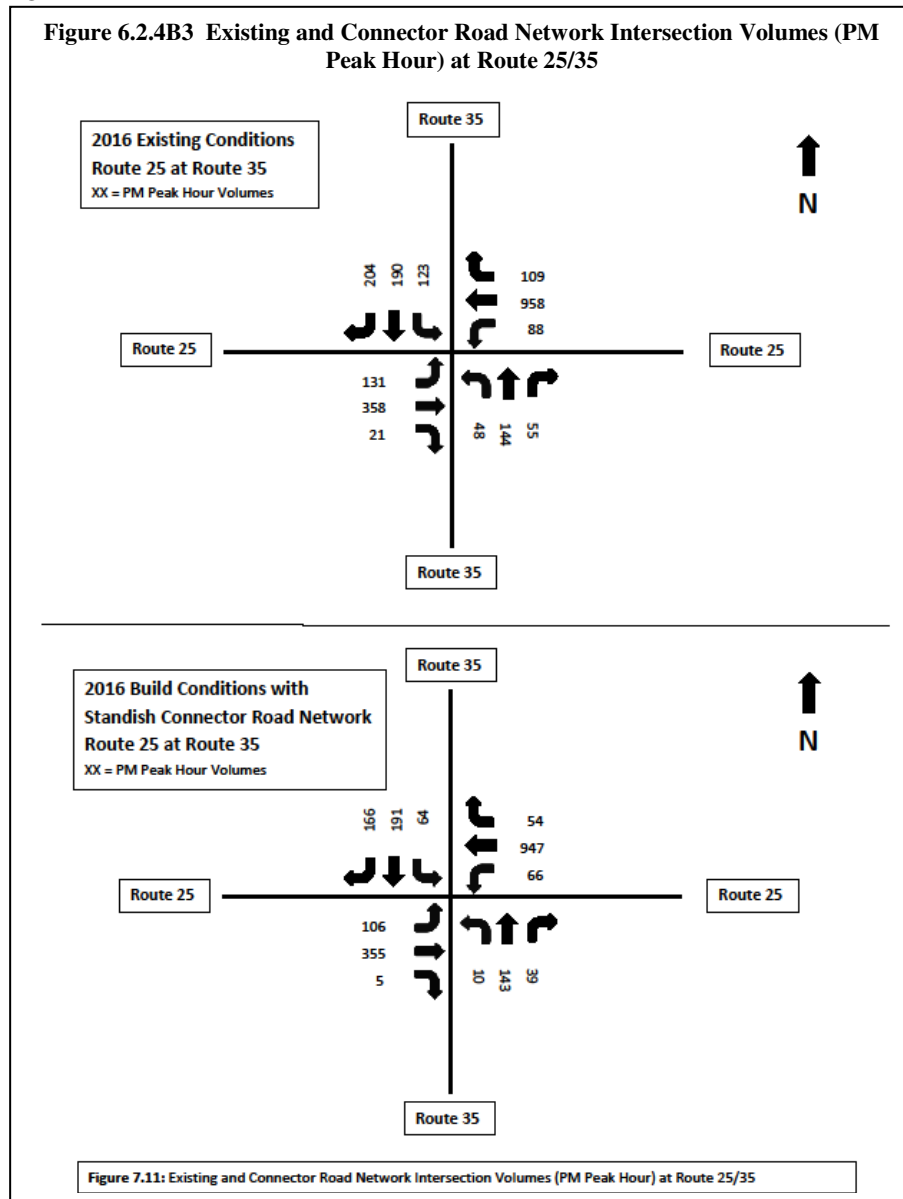 Figure 6.2.4B3 Existing and Connector Road Network Intersection Volumes (PM
Peak Hour) at Route 25/35
Route 35
2016 Existing Conditions
Route 25 at Route 35
XX = PM Peak Hour Volumes
N
204
190
123
109
958
88
Route 25
Route 25
131
358
21
48
144
55
Route 35
Route 35
2016 Build Conditions with
Standish Connector Road Network
Route 25 at Route 35
XX = PM Peak Hour Volumes
N
166
191
64
54
947
66
Route 25
Route 25
106
355
5
10
143
39
Route 35
Figure 7.11: Existing and Connector Road Network Intersection Volumes (PM Peak Hour) at Route 25/35